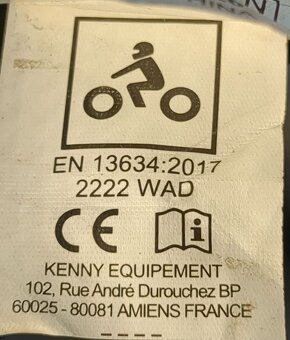 EN 13634:2017
2222 WAD
CE
i
KENNY EQUIPEMENT
102, Rue André Durouchez BP
60025 - 80081 AMIENS FRANCE